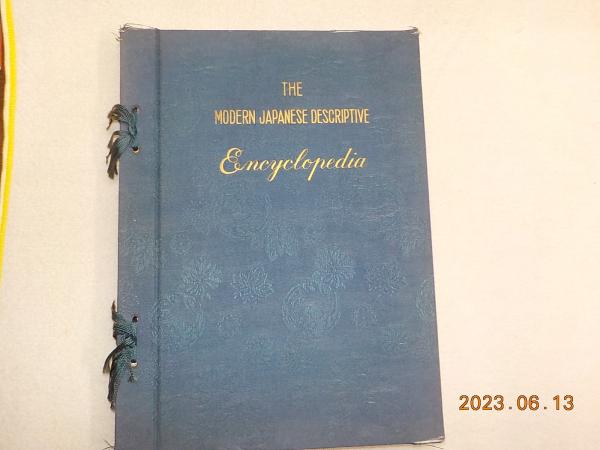 THE
MODERN JAPANESE DESCRIPTIVE
Encyclopedia
2023.06.13